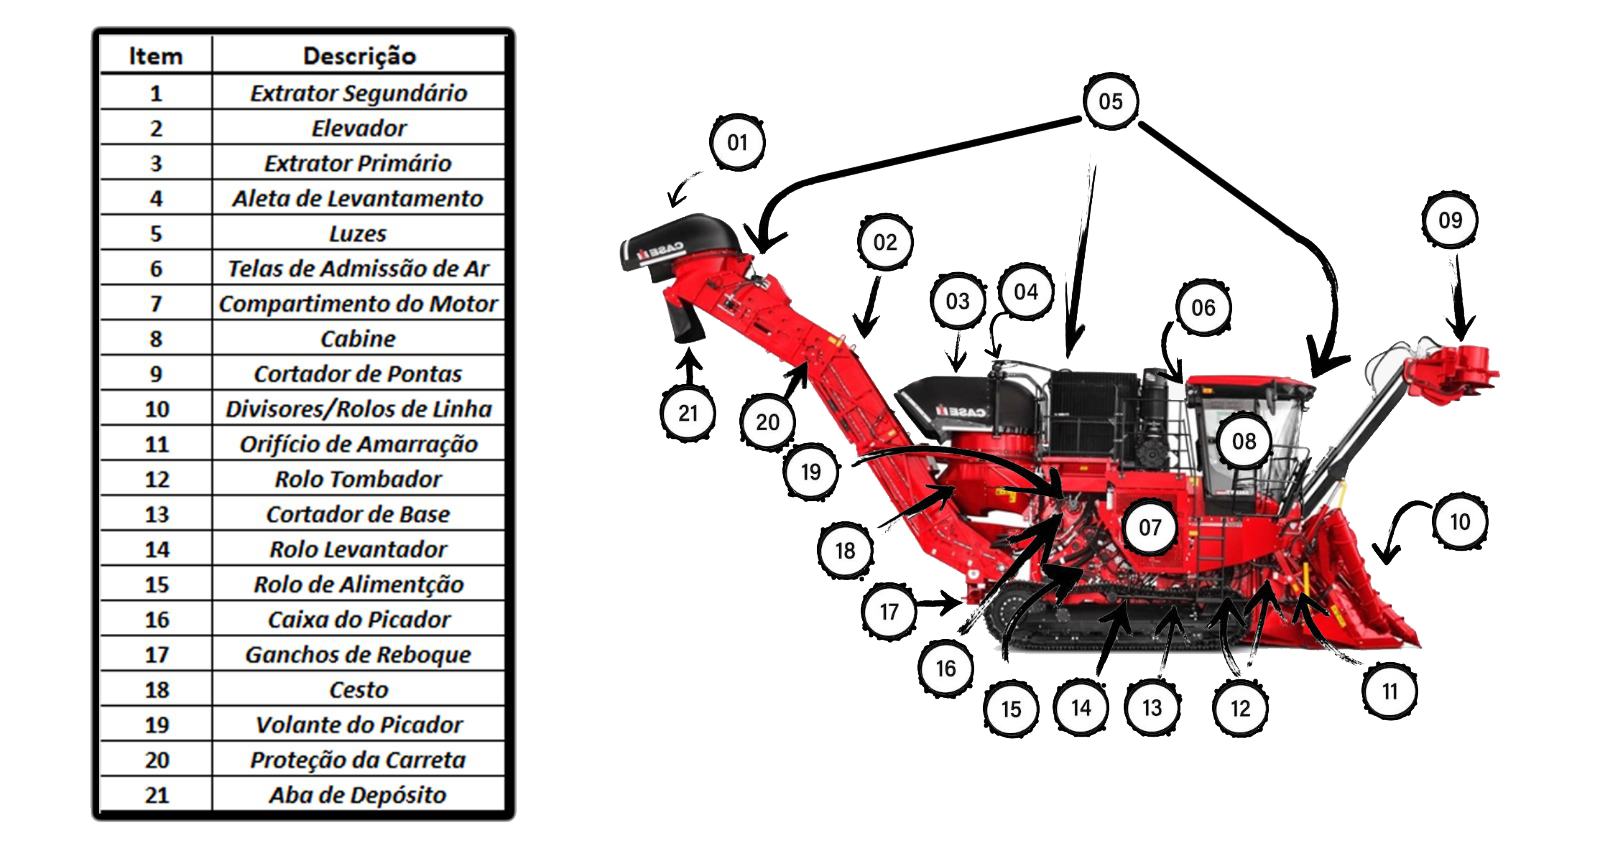 Item Descrição
1 Extrator Segundário
2 Elevador
3 Extrator Primário
4 Aleta de Levantamento
5 Luzes
6 Telas de Admissão de Ar
7 Compartimento do Motor
8 Cabine
9 Cortador de Pontas
10 Divisores/Rolos de Linha
11 Orifício de Amarração
12 Rolo Tombador
13 Cortador de Base
14 Rolo Levantador
15 Rolo de Alimentção
16 Caixa do Picador
17 Ganchos de Reboque
18 Cesto
19 Volante do Picador
20 Proteção da Carreta
21 Aba de Depósito
05
01
09
02
CASE IH
03
04
06
21
20
CASE IH
08
19
10
07
18
17
16
11
15
14
13
12